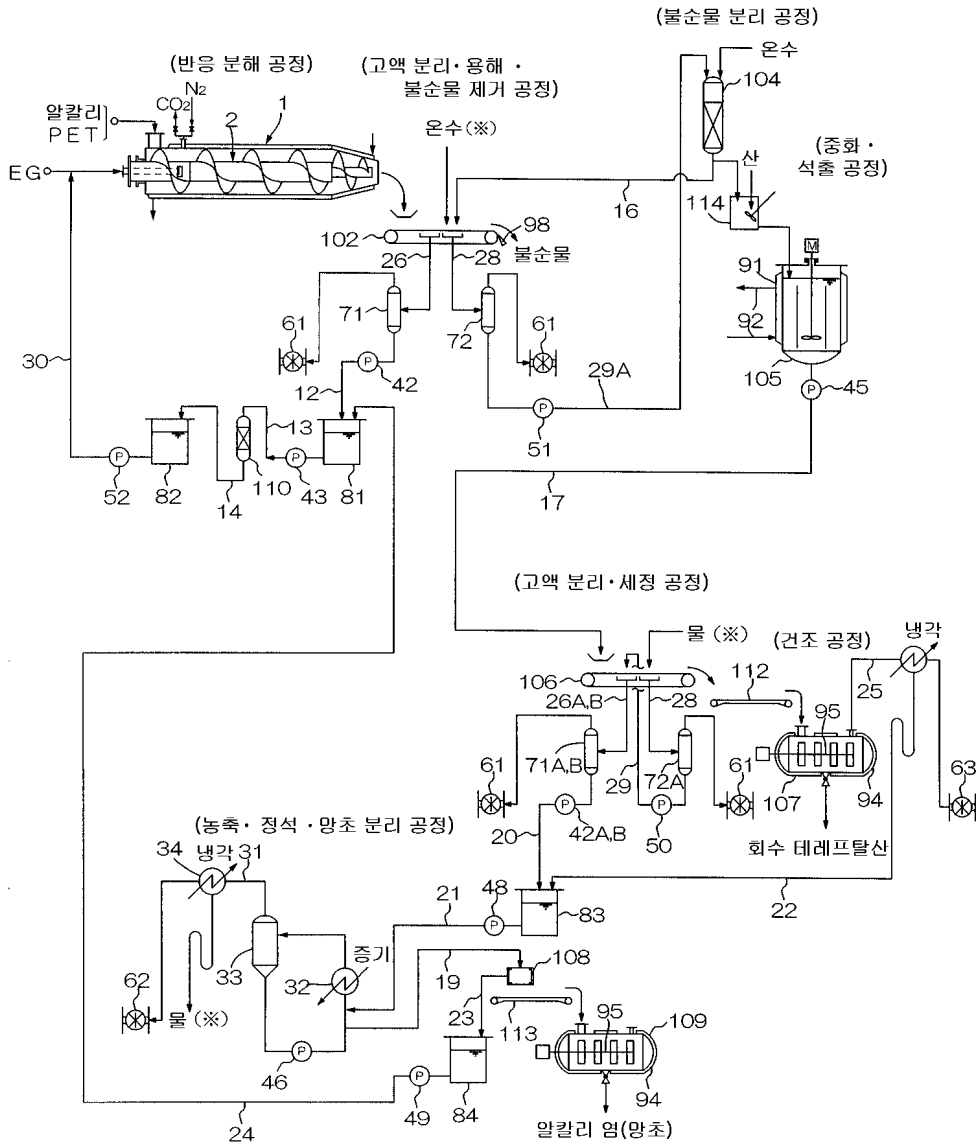 (불순물 분리 공정)
온수
104
(반응 분해 공정)
(고액 분리・용해・
불순물 제거 공정)
N2
CO2
1
2
알칼리
PET
EG
온수(※)
(중화・
석출 공정)
산
16
114
102
98
불순물
26
28
M
91
92
71
72
61
61
105
30
P
42
12
29A
P
45
P
51
13
P
52
82
14
110
P
43
81
17
(고액 분리・세정 공정)
물 (※)
(건조 공정)
냉각
106
26A,B
28
112
25
95
71A,B
72A
29
61
61
107
94
63
P
42A,B
P
50
20
회수 테레프탈산
22
(농축・정석・망초 분리 공정)
냉각
34
31
21
48
P
83
33
32
증기
19
108
62
물 (※)
23
113
95
109
P
46
P
49
84
94
24
알칼리 염(망초)